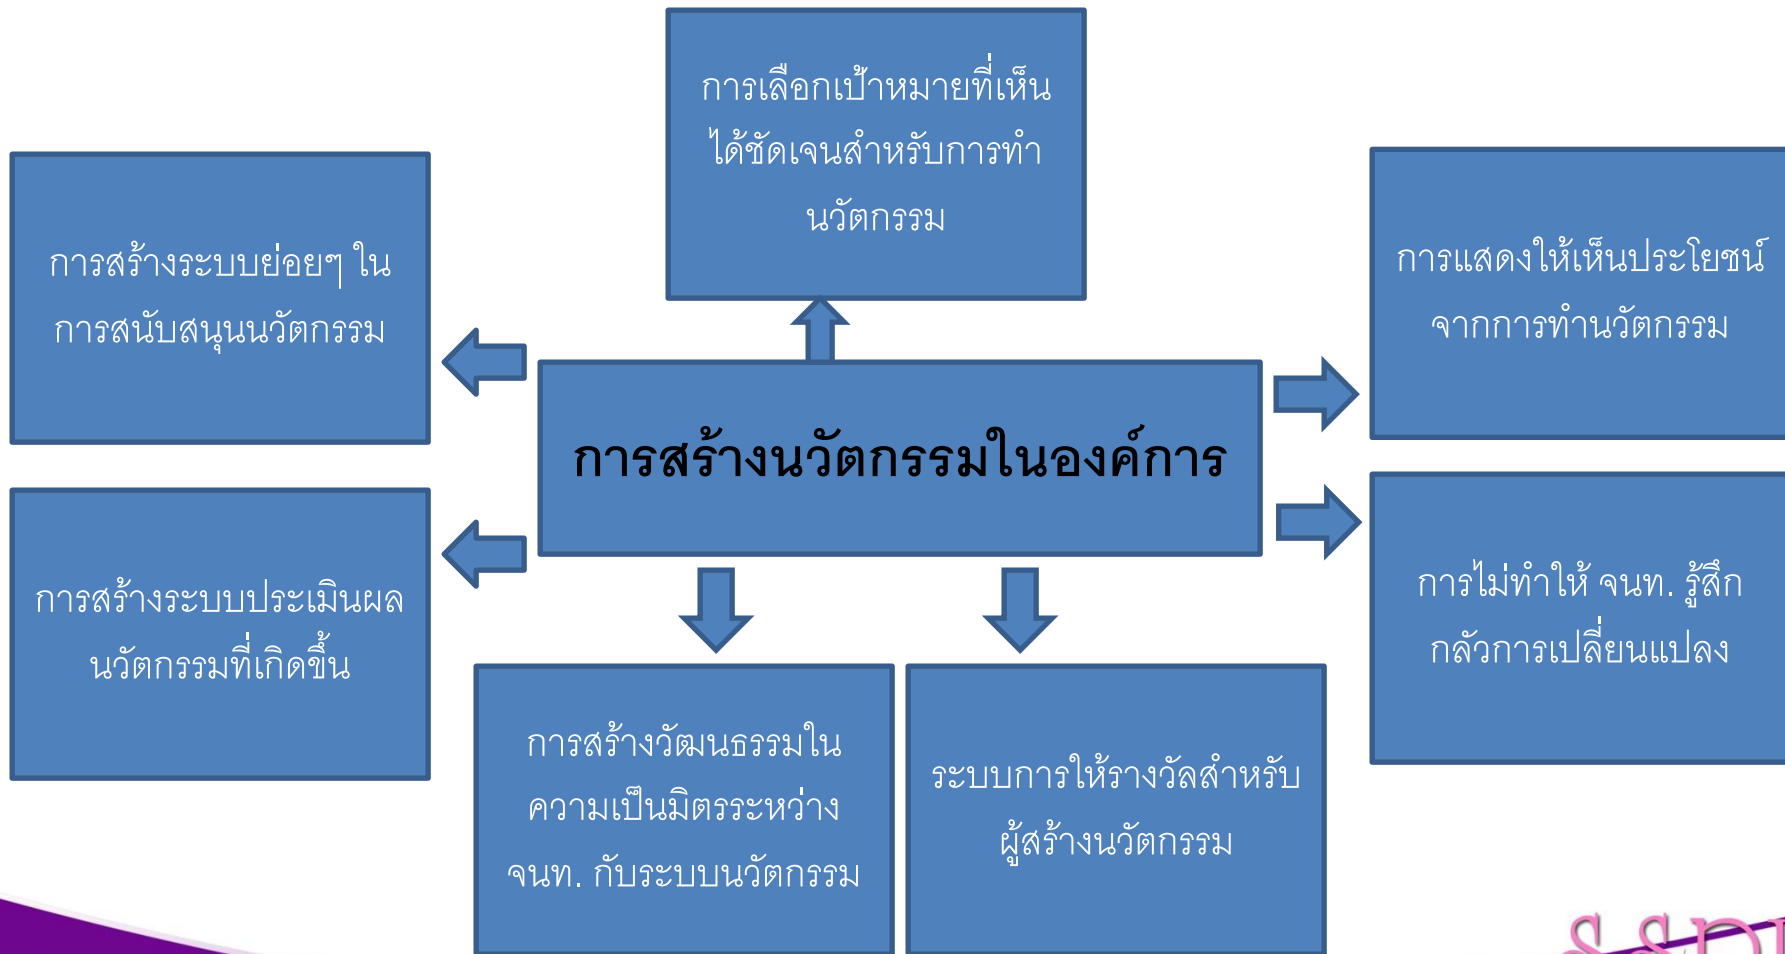 การเลือกเป้าหมายที่เห็น
ได้ชัดเจนสำหรับการทำ
นวัตกรรม
การสร้างระบบย่อยๆ ใน
การสนับสนุนนวัตกรรม
การแสดงให้เห็นประโยชน์
จากการทำนวัตกรรม
การสร้างนวัตกรรมในองค์การ
การสร้างระบบประเมินผล
นวัตกรรมที่เกิดขึ้น
การไม่ทำให้ จนท. รู้สึก
กลัวการเปลี่ยนแปลง
การสร้างวัฒนธรรมใน
ความเป็นมิตรระหว่าง
จนท. กับระบบนวัตกรรม
ระบบการให้รางวัลสำหรับ
ผู้สร้างนวัตกรรม